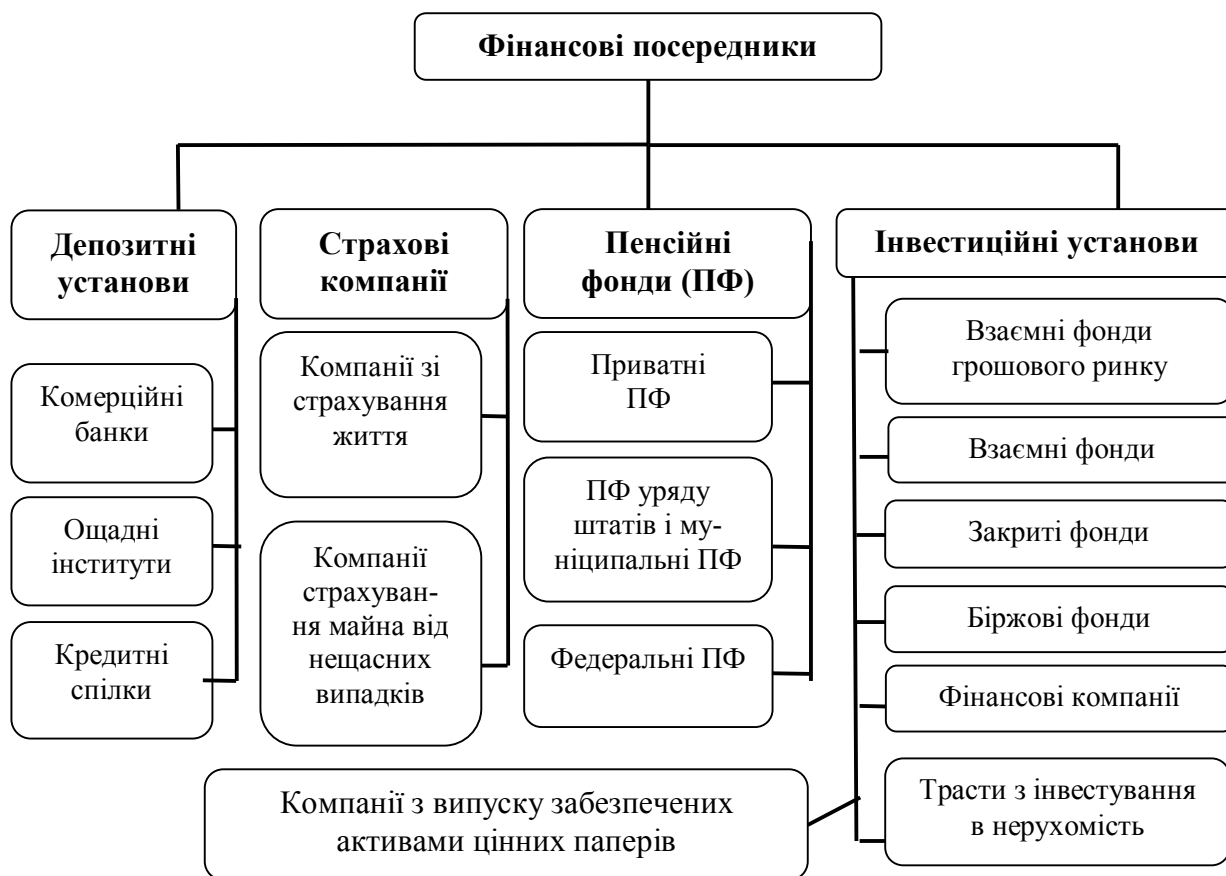 Фінансові посередники
Депозитні
установи
Комерційні
банки
Ощадні
інститути
Кредитні
спілки
Страхові
компанії
Компанії зі
страхування
життя
Компанії
страхуван-
ня майна від
нещасних
випадків
Пенсійні
фонди (ПФ)
Приватні
ПФ
ПФ уряду
штатів і му-
ніципальні ПФ
Федеральні ПФ
Інвестиційні установи
Взаємні фонди
грошового ринку
Взаємні фонди
Закриті фонди
Біржові фонди
Фінансові компанії
Трасти з інвестування
в нерухомість
Компанії з випуску забезпечених
активами цінних паперів